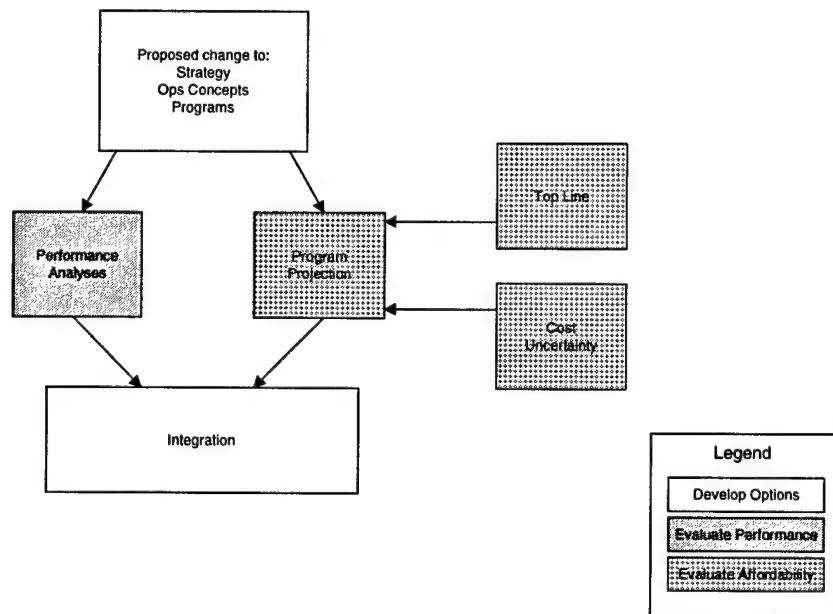 Proposed change to:
Strategy
Ops Concepts
Programs
Top Line
Performance
Analyses
Program
Projection
Cost
Uncertainty
Integration
Legend
Develop Options
Evaluate Performance
Evaluate Affordability